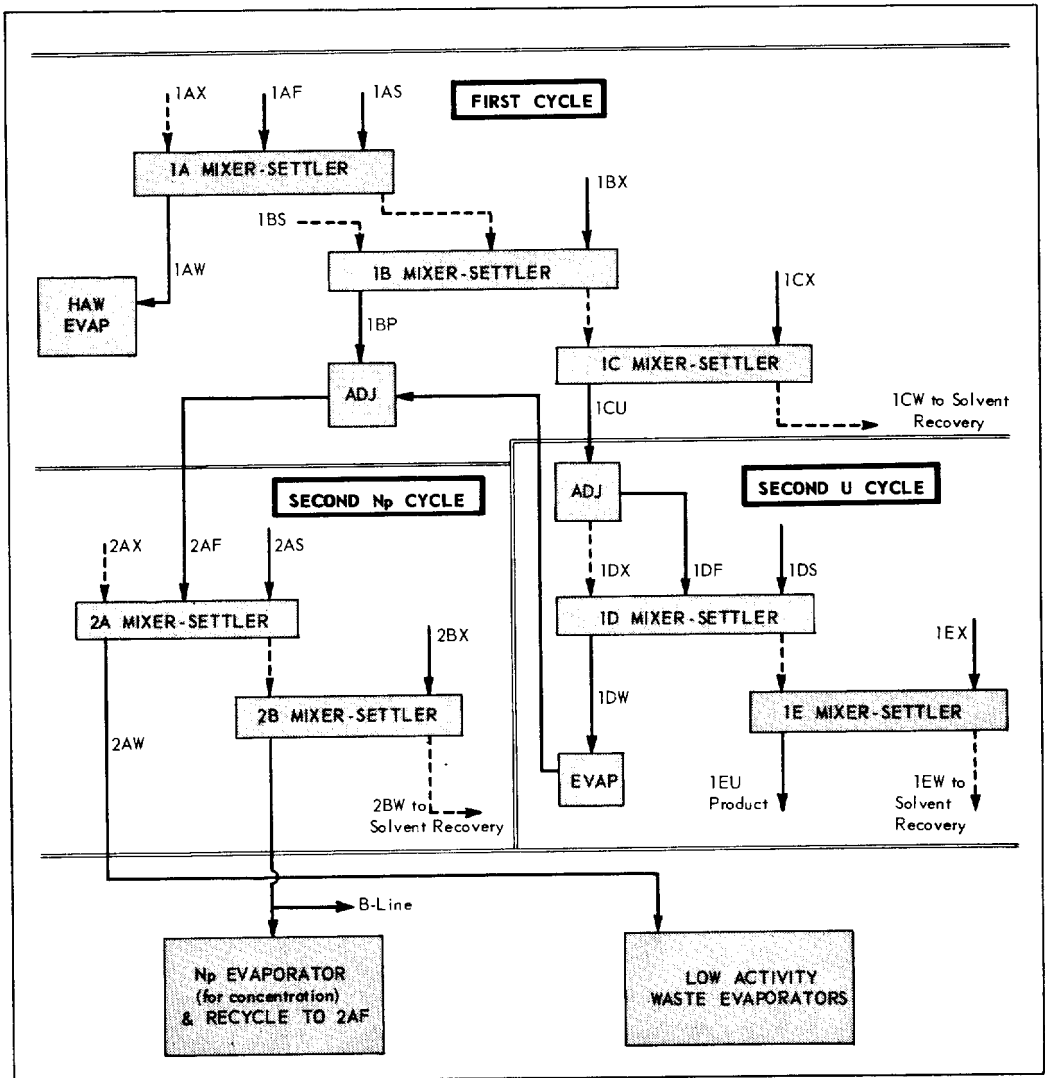 FIRST CYCLE
1AX
1AF
1AS
1A MIXER-SETTLER
1BS
1BX
1AW
1B MIXER-SETTLER
HAW
EVAP
1BP
1CX
1C MIXER-SETTLER
ADJ
1CU
1CW to Solvent
Recovery
SECOND Np CYCLE
ADJ
SECOND U CYCLE
2AX
2AF
2AS
1DX
1DF
1DS
2A MIXER-SETTLER
1D MIXER-SETTLER
2BX
1EX
1DW
2B MIXER-SETTLER
1E MIXER-SETTLER
2AW
EVAP
1EU
Product
1EW to
Solvent
Recovery
2BW to
Solvent Recovery
B-Line
Np EVAPORATOR
(for concentration)
& RECYCLE TO 2AF
LOW ACTIVITY
WASTE EVAPORATORS